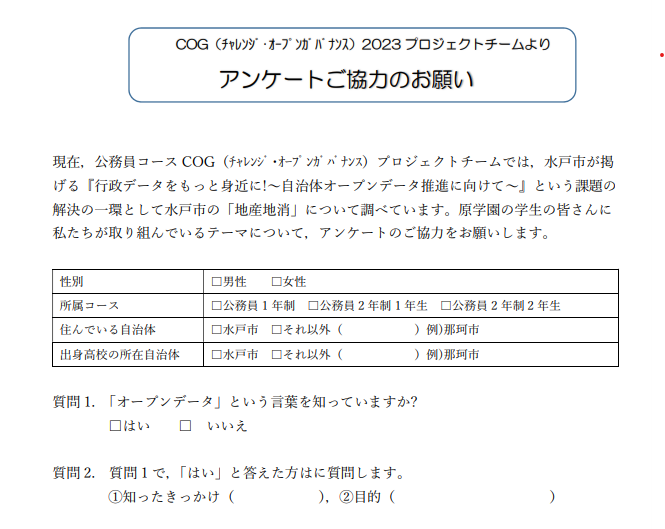 COG（ﾁｬﾚﾝｼﾞ･ｵｰﾌﾟﾝｶﾞﾊﾞﾅﾝｽ）2023 プロジェクトチームより
アンケートご協力のお願い
現在，公務員コース COG（ﾁｬﾚﾝｼﾞ･ｵｰﾌﾟﾝｶﾞﾊﾞﾅﾝｽ）プロジェクトチームでは，水戸市が掲
げる『行政データをもっと身近に!～自治体オープンデータ推進に向けて～』という課題の
解決の一環として水戸市の「地産地消」について調べています。原学園の学生の皆さんに
私たちが取り組んでいるテーマについて，アンケートのご協力をお願いします。
性別 □男性 □女性
所属コース □公務員１年制 □公務員２年制１年生 □公務員２年制２年生
住んでいる自治体 □水戸市 □それ以外（ ）例)那珂市
出身高校の所在自治体 □水戸市 □それ以外（ ）例)那珂市
質問１．「オープンデータ」という言葉を知っていますか?
□はい □ いいえ
質問２． 質問１で，「はい」と答えた方はに質問します。
①知ったきっかけ（ ），②目的（ ）